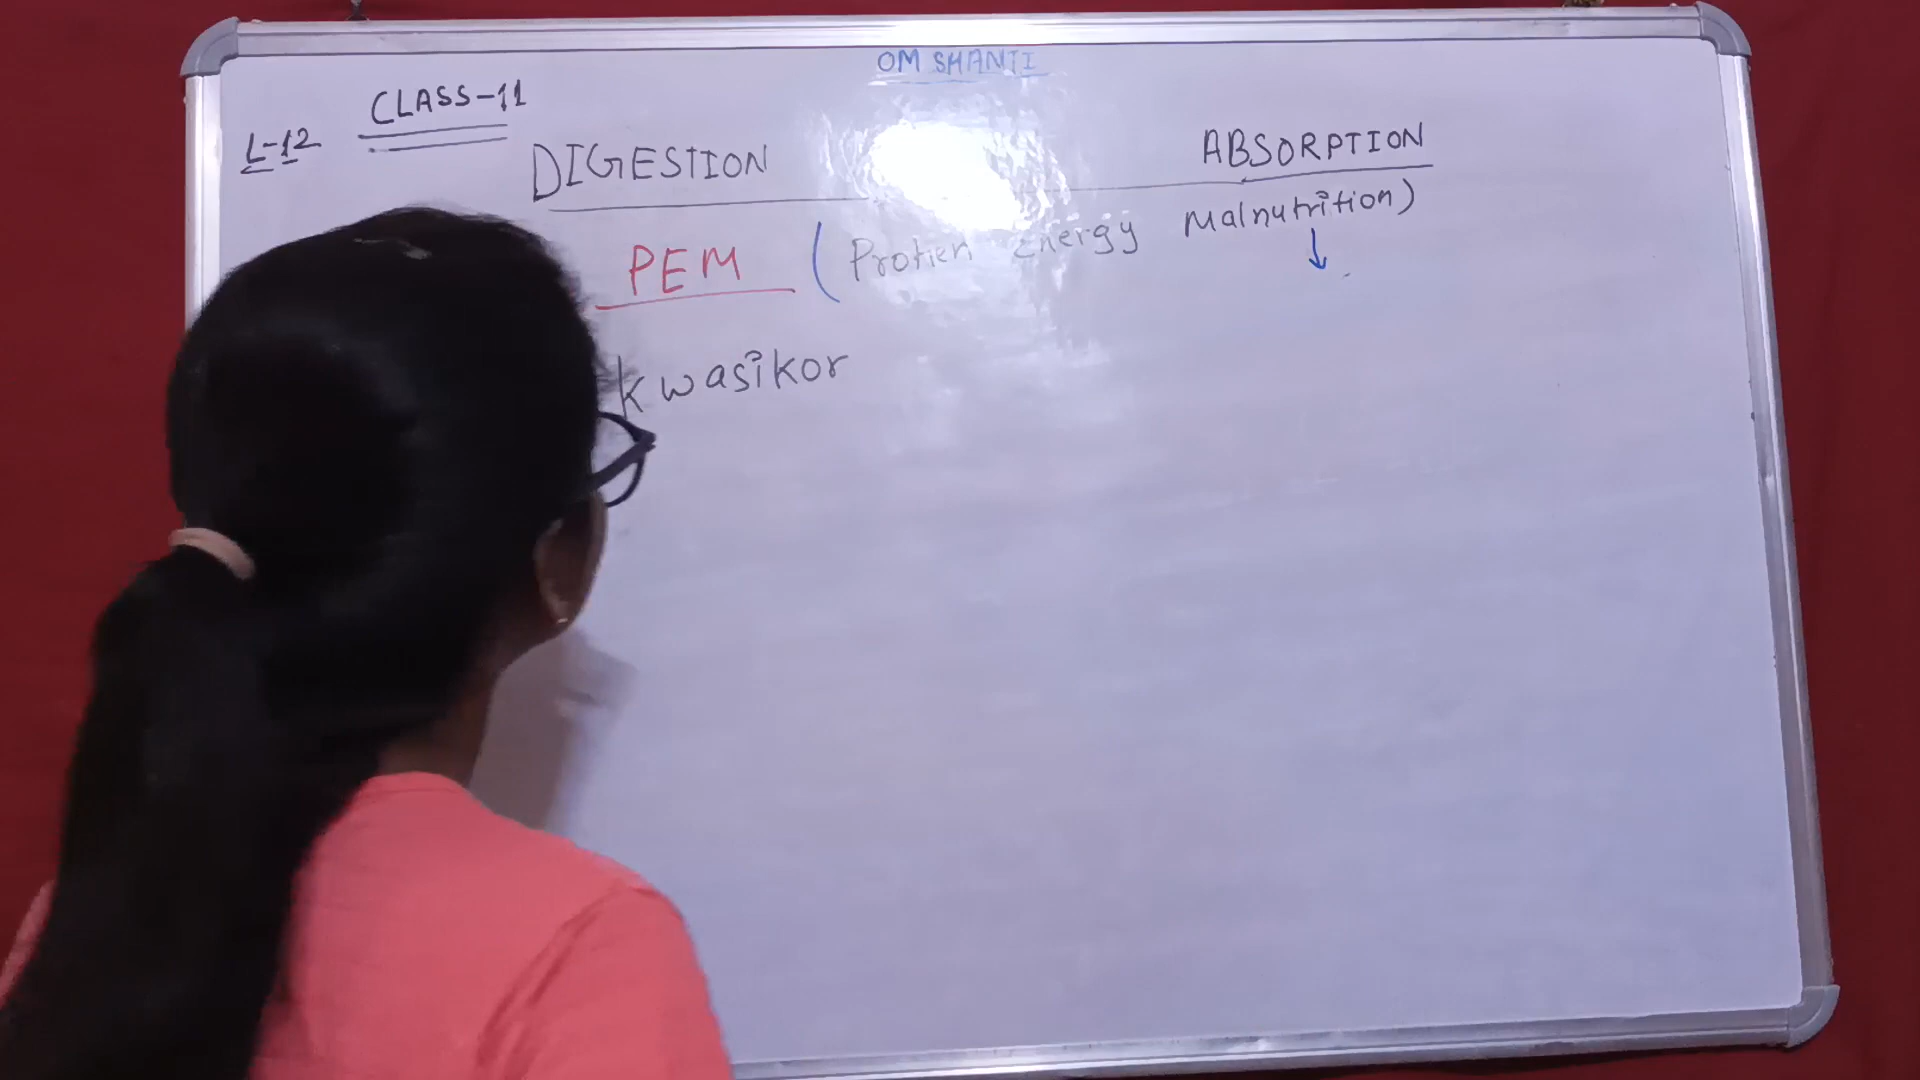 OM SHANTI
CLASS-11
L-12
DIGESTION ABSORPTION
PEM (Protien Energy Malnutrition)
kwasikor